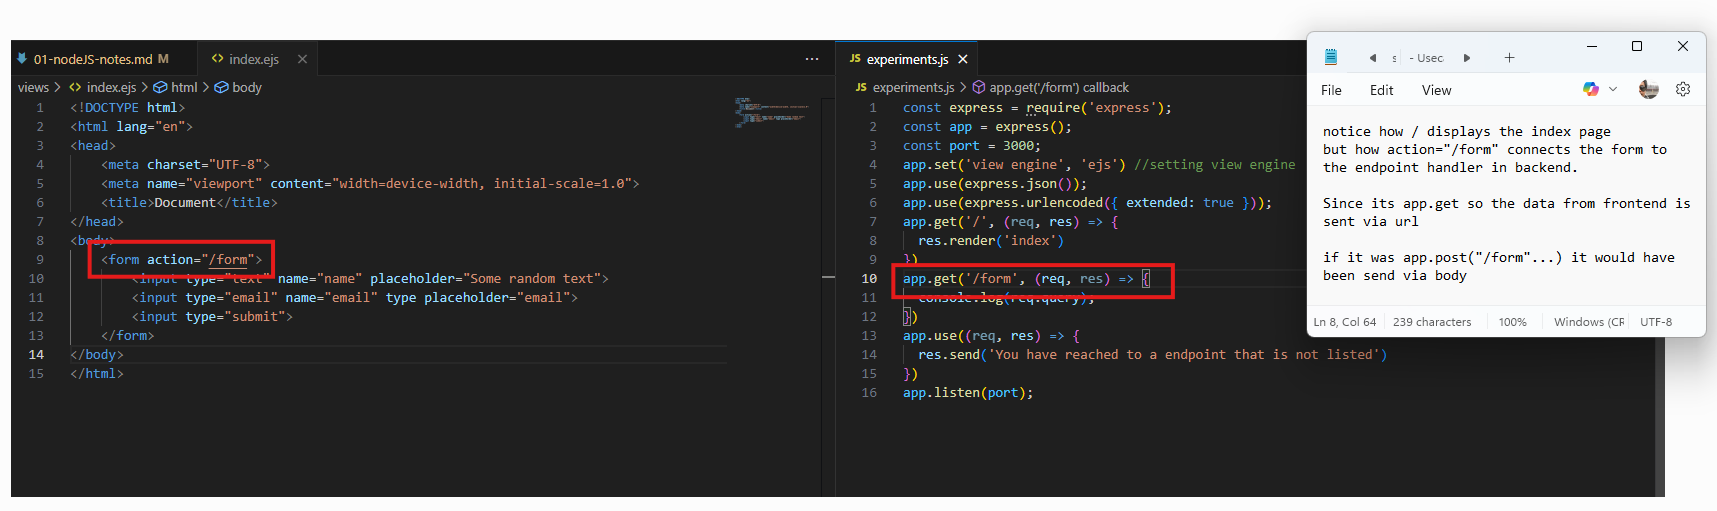 01-nodeJS-notes.md M
index.ejs
views > index.ejs > html > body
1 <!DOCTYPE html>
2 <html lang="en">
3 <head>
4 <meta charset="UTF-8">
5 <meta name="viewport" content="width=device-width, initial-scale=1.0">
6 <title>Document</title>
7 </head>
8 <body>
9 <form action="/form">
10 <input type="text" name="name" placeholder="Some random text">
11 <input type="email" name="email" type placeholder="email">
12 <input type="submit">
13 </form>
14 </body>
15 </html>
JS experiments.js
JS experiments.js > app.get('/form') callback
1 const express = require('express');
2 const app = express();
3 const port = 3000;
4 app.set('view engine', 'ejs') //setting view engine
5 app.use(express.json());
6 app.use(express.urlencoded({ extended: true }));
7 app.get('/', (req, res) => {
8 res.render('index')
9 })
10 app.get('/form', (req, res) => {
11 console.log(req.query);
12 })
13 app.use((req, res) => {
14 res.send('You have reached to a endpoint that is not listed')
15 })
16 app.listen(port);
s - Usec
File Edit View
notice how / displays the index page
but how action="/form" connects the form to
the endpoint handler in backend.
Since its app.get so the data from frontend is
sent via url
if it was app.post("/form"...) it would have
been send via body
Ln 8, Col 64 239 characters 100% Windows (CR UTF-8